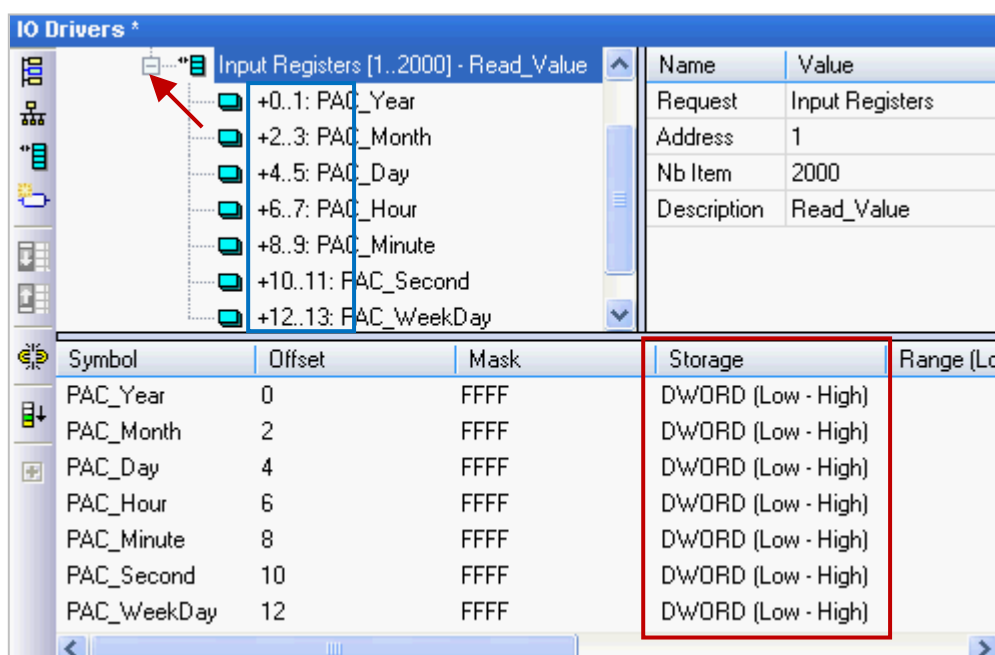 IO Drivers *
Input Registers [1..2000] - Read_Value
+0..1: PAC_Year
+2..3: PAC_Month
+4..5: PAC_Day
+6..7: PAC_Hour
+8..9: PAC_Minute
+10..11: PAC_Second
+12..13: PAC_WeekDay
Name Value
Request Input Registers
Address 1
Nb Item 2000
Description Read_Value
Symbol Offset Mask Storage Range (Lo
PAC_Year 0 FFFF DWORD (Low - High)
PAC_Month 2 FFFF DWORD (Low - High)
PAC_Day 4 FFFF DWORD (Low - High)
PAC_Hour 6 FFFF DWORD (Low - High)
PAC_Minute 8 FFFF DWORD (Low - High)
PAC_Second 10 FFFF DWORD (Low - High)
PAC_WeekDay 12 FFFF DWORD (Low - High)